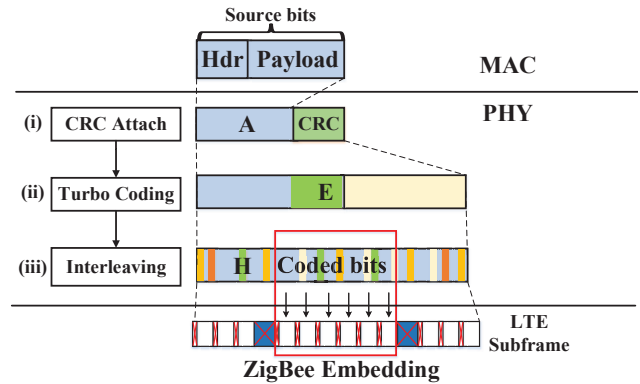 Source bits
Hdr Payload
MAC
PHY
(i) CRC Attach A CRC
(ii) Turbo Coding E
(iii) Interleaving H Coded bits
LTE
Subframe
ZigBee Embedding